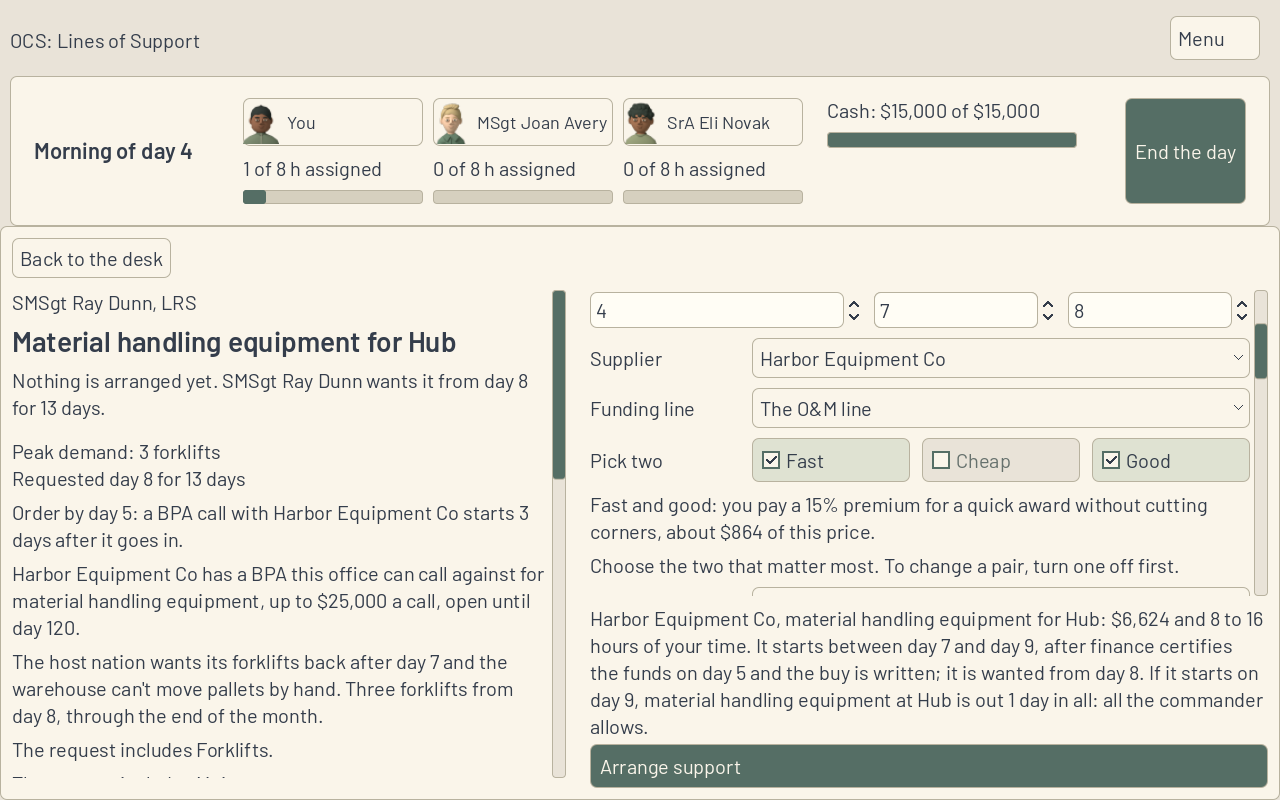 OCS: Lines of Support
Menu
Morning of day 4
You
MSgt Joan Avery
SrA Eli Novak
1 of 8 h assigned
0 of 8 h assigned
0 of 8 h assigned
Cash: $15,000 of $15,000
End the day
Back to the desk
SMSgt Ray Dunn, LRS
Material handling equipment for Hub
Nothing is arranged yet. SMSgt Ray Dunn wants it from day 8
for 13 days.
Peak demand: 3 forklifts
Requested day 8 for 13 days
Order by day 5: a BPA call with Harbor Equipment Co starts 3
days after it goes in.
Harbor Equipment Co has a BPA this office can call against for
material handling equipment, up to $25,000 a call, open until
day 120.
The host nation wants its forklifts back after day 7 and the
warehouse can't move pallets by hand. Three forklifts from
day 8, through the end of the month.
The request includes Forklifts.
4
7
8
Supplier
Harbor Equipment Co
Funding line
The O&M line
Pick two
Fast
Cheap
Good
Fast and good: you pay a 15% premium for a quick award without cutting
corners, about $864 of this price.
Choose the two that matter most. To change a pair, turn one off first.
Harbor Equipment Co, material handling equipment for Hub: $6,624 and 8 to 16
hours of your time. It starts between day 7 and day 9, after finance certifies
the funds on day 5 and the buy is written; it is wanted from day 8. If it starts on
day 9, material handling equipment at Hub is out 1 day in all: all the commander
allows.
Arrange support